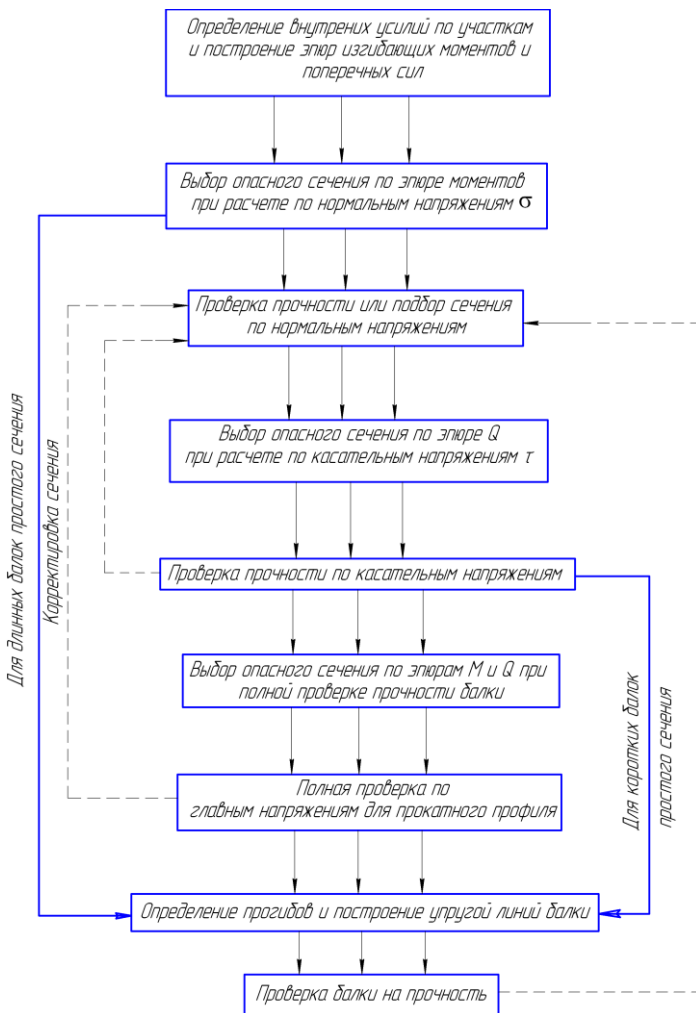 Определение внутрених усилий по участкам
и построение эпюр изгибающих моментов и
поперечных сил
Выбор опасного сечения по эпюре моментов
при расчете по нормальным напряжениям σ
Проверка прочности или подбор сечения
по нормальным напряжениям
Выбор опасного сечения по эпюре Q
при расчете по касательным напряжениям τ
Проверка прочности по касательным напряжениям
Выбор опасного сечения по эпюрам М и Q при
полной проверке прочности балки
Полная проверка по
главным напряжениям для прокатного профиля
Определение прогибов и построение упругой линий балки
Проверка балки на прочность
Для длинных балок простого сечения
Корректировка сечения
Для коротких балок
простого сечения